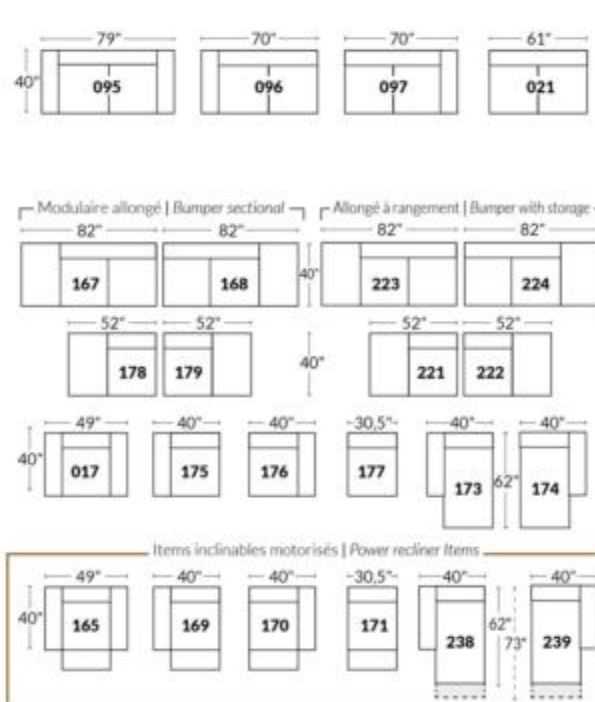 79" 70" 70" 61"
40" 095 096 097 021
Modulaire allongé | Bumper sectional Allongé à rangement | Bumper with storage
82" 82" 82" 82"
167 168 40" 223 224
52" 52" 52" 52"
178 179 40" 221 222
49" 40" 40" 30,5" 40" 40"
40" 017 175 176 177 173 62" 174
Items inclinables motorisés | Power recliner Items
49" 40" 40" 30,5" 40" 40"
40" 165 169 170 171 238 62" 73" 239